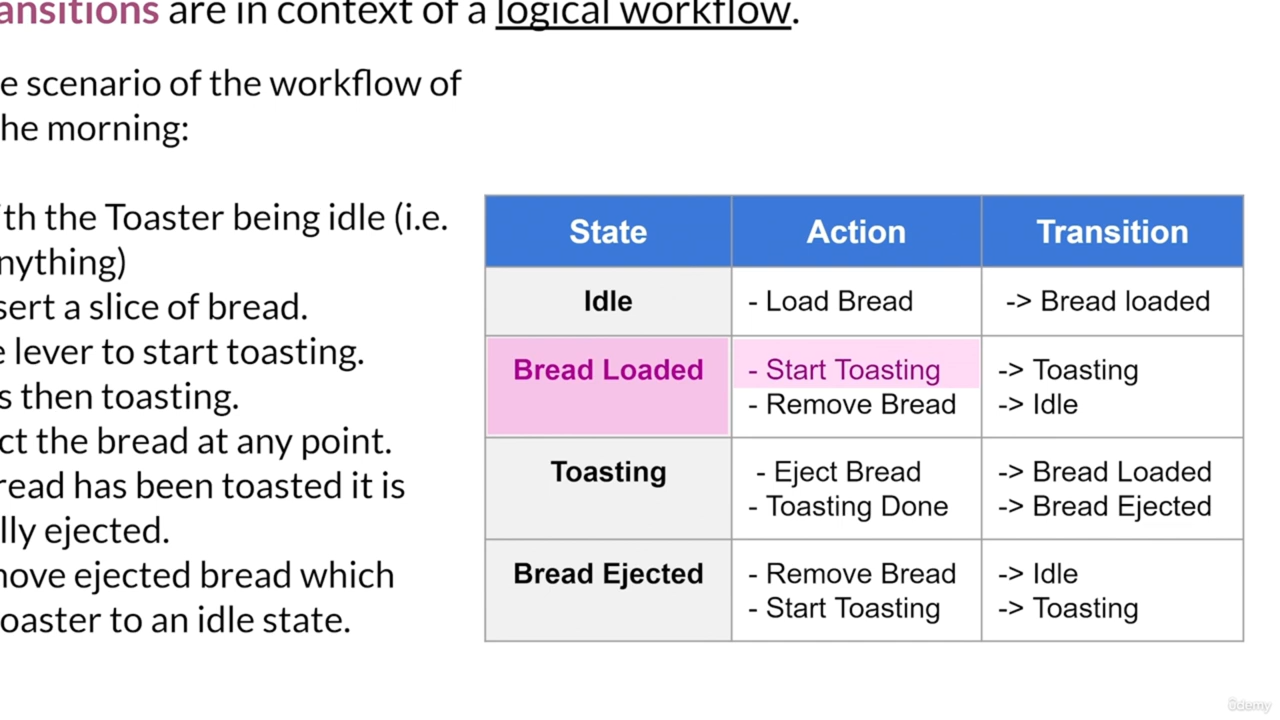 ansitions are in context of a logical workflow.
e scenario of the workflow of
he morning:
th the Toaster being idle (i.e.
nything)
sert a slice of bread.
e lever to start toasting.
s then toasting.
ct the bread at any point.
read has been toasted it is
lly ejected.
move ejected bread which
oaster to an idle state.
State Action Transition
Idle - Load Bread -> Bread loaded
Bread Loaded - Start Toasting -> Toasting
- Remove Bread -> Idle
Toasting - Eject Bread -> Bread Loaded
- Toasting Done -> Bread Ejected
Bread Ejected - Remove Bread -> Idle
- Start Toasting -> Toasting
ûdemy